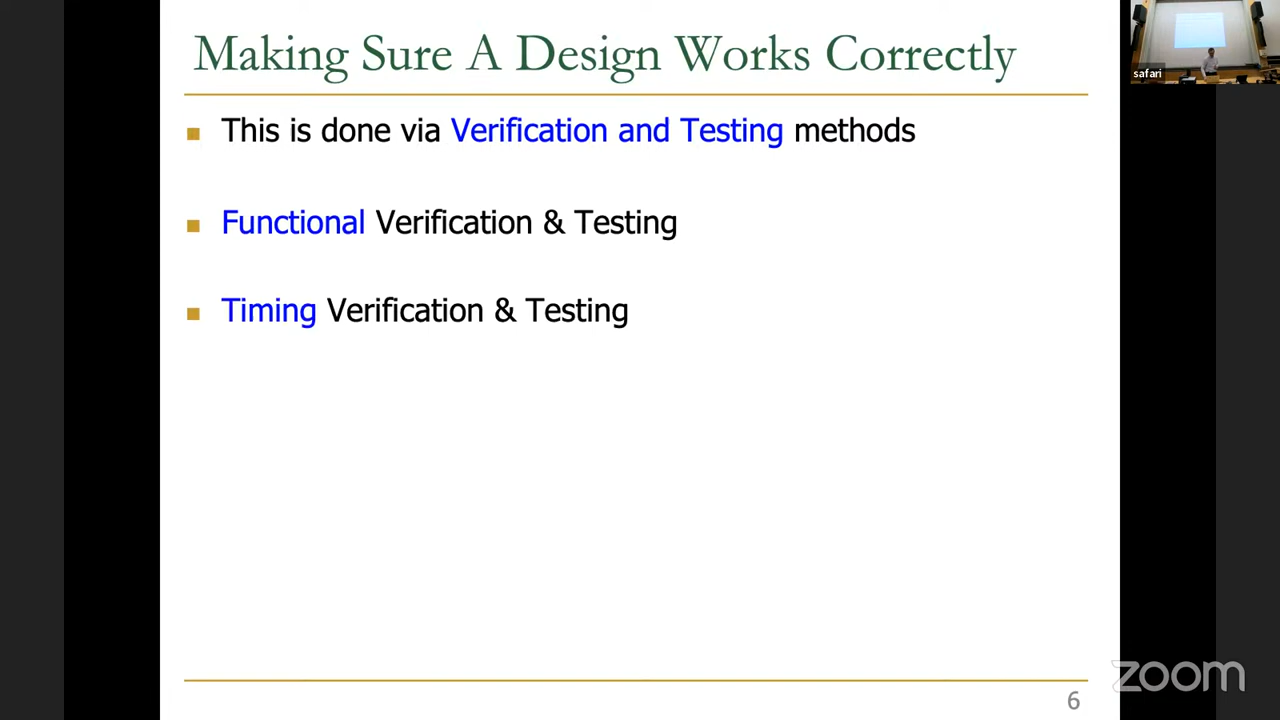 Making Sure A Design Works Correctly
safari
This is done via Verification and Testing methods
Functional Verification & Testing
Timing Verification & Testing
zoom
6